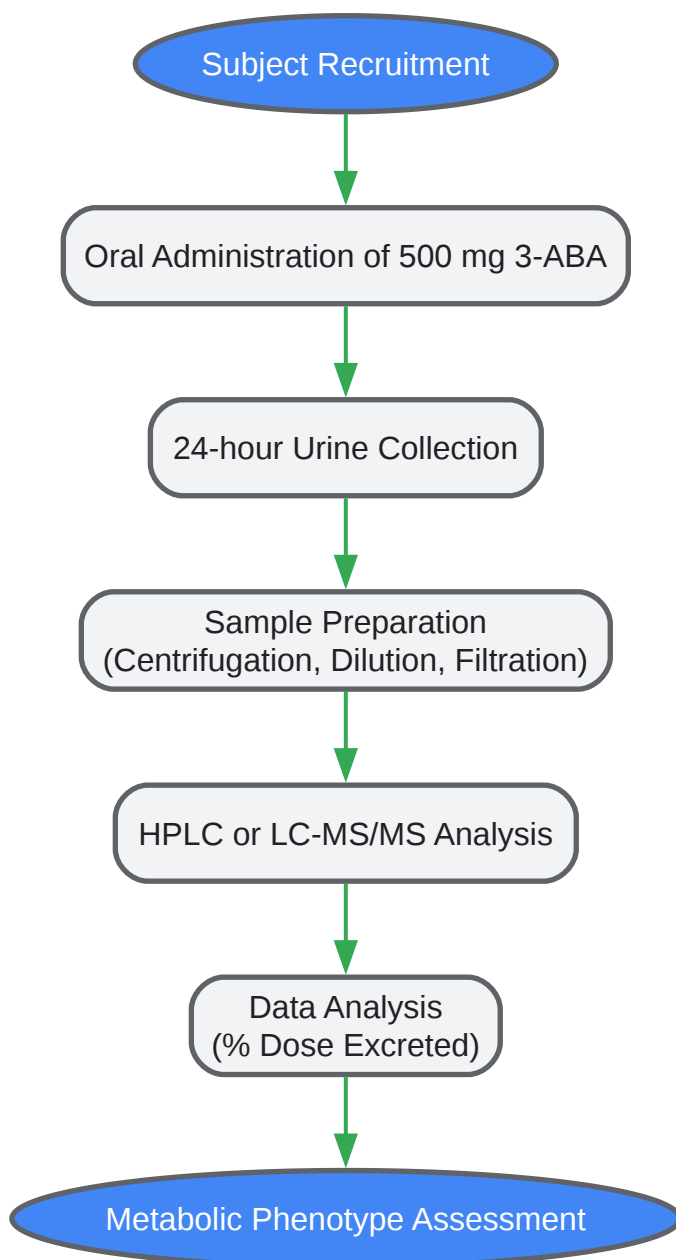 Subject Recruitment
Oral Administration of 500 mg 3-ABA
24-hour Urine Collection
Sample Preparation
(Centrifugation, Dilution, Filtration)
HPLC or LC-MS/MS Analysis
Data Analysis
(% Dose Excreted)
Metabolic Phenotype Assessment